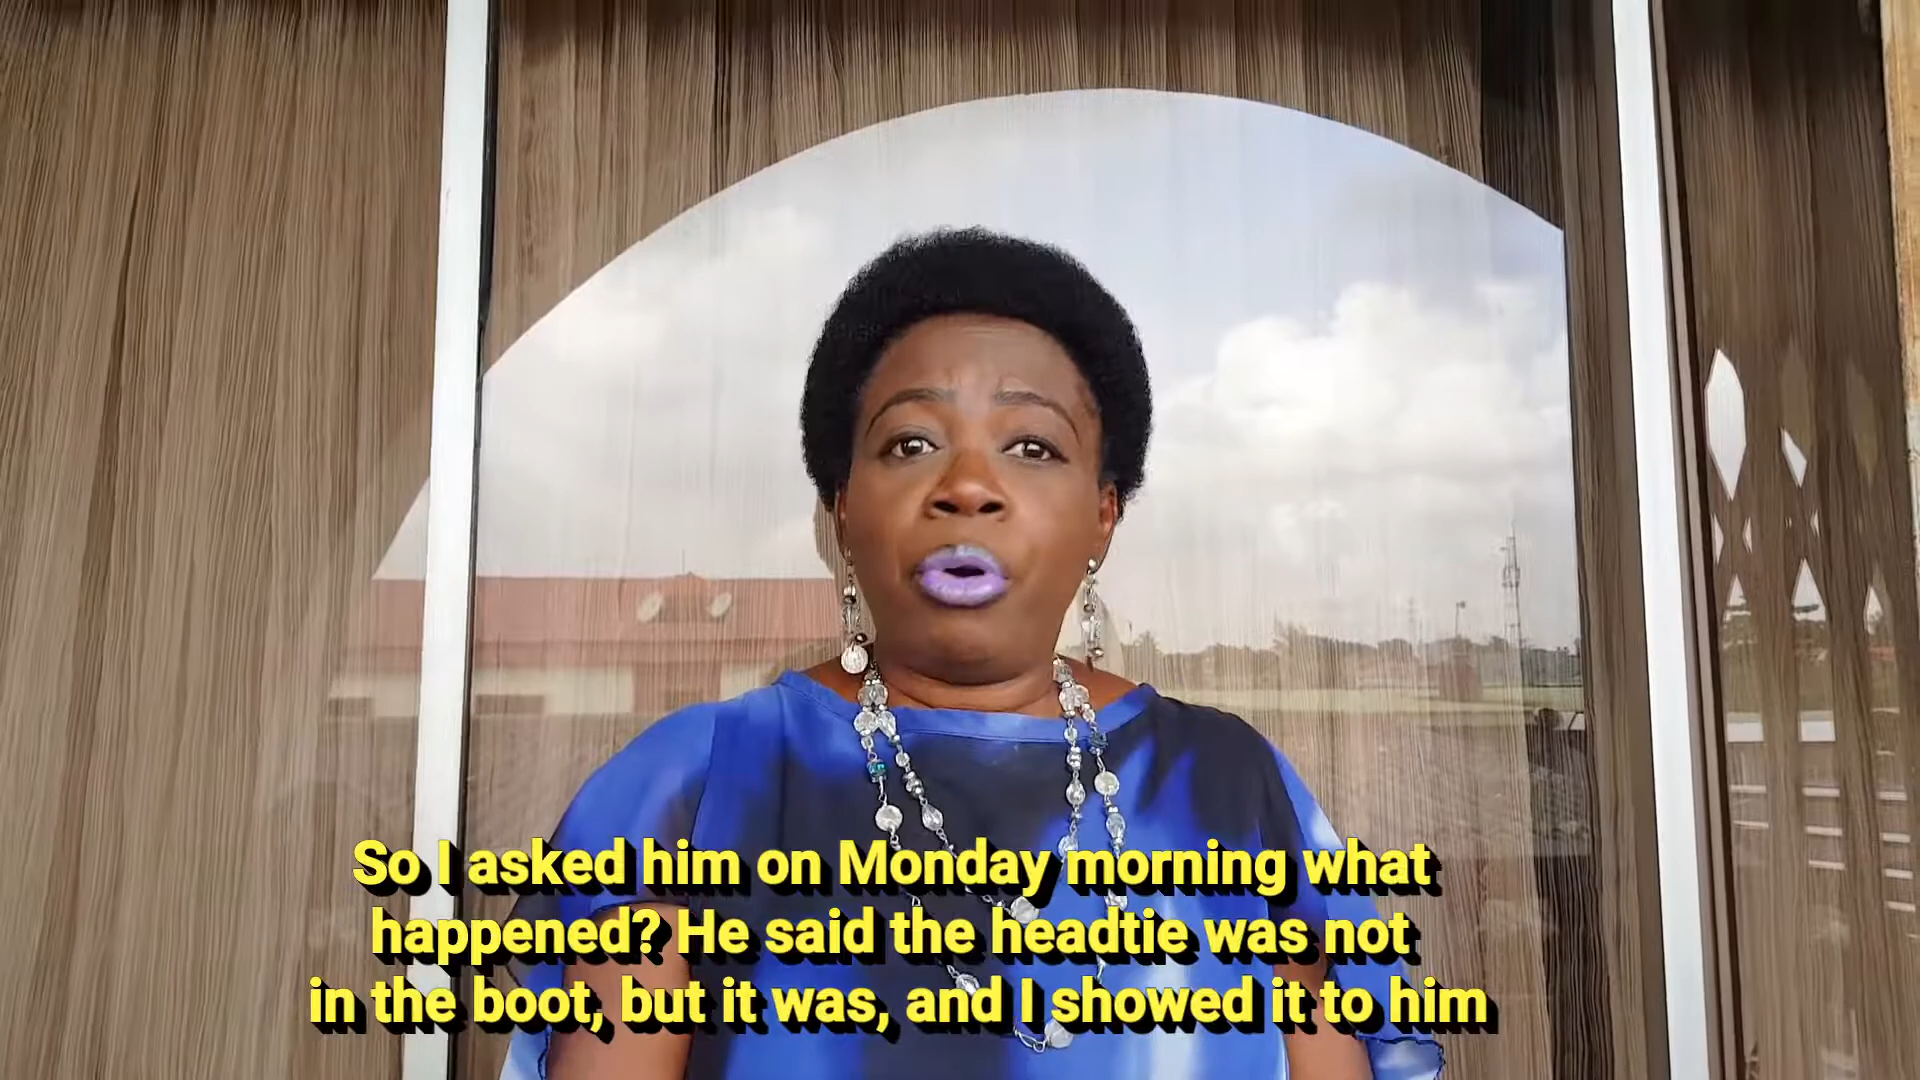 So I asked him on Monday morning what
happened? He said the headtie was not
in the boot, but it was, and I showed it to him